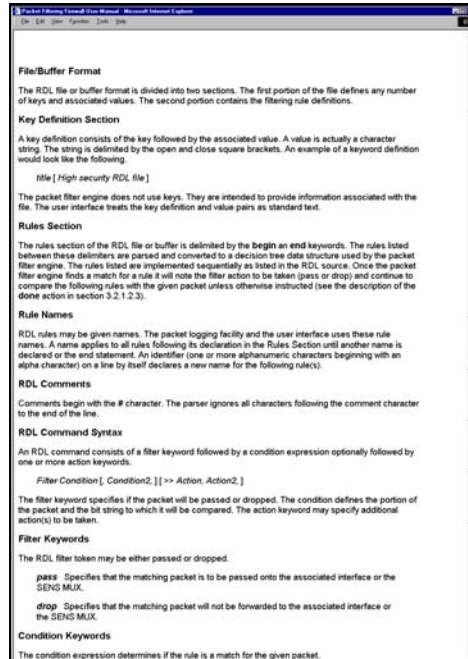 Packet Filtering Firewall User Manual - Microsoft Internet Explorer
File Edit View Favorites Tools Help
File/Buffer Format
The RDL file or buffer format is divided into two sections. The first portion of the file defines any number
of keys and associated values. The second portion contains the filtering rule definitions.
Key Definition Section
A key definition consists of the key followed by the associated value. A value is actually a character
string. The string is delimited by the open and close square brackets. An example of a keyword definition
would look like the following.
title [ High security RDL file ]
The packet filter engine does not use keys. They are intended to provide information associated with the
file. The user interface treats the key definition and value pairs as standard text.
Rules Section
The rules section of the RDL file or buffer is delimited by the begin an end keywords. The rules listed
between these delimiters are parsed and converted to a decision tree data structure used by the packet
filter engine. The rules listed are implemented sequentially as listed in the RDL source. Once the packet
filter engine finds a match for a rule it will note the filter action to be taken (pass or drop) and continue to
compare the following rules with the given packet unless otherwise instructed (see the description of the
done action in section 3.2.1.2.3).
Rule Names
RDL rules may be given names. The packet logging facility and the user interface uses these rule
names. A name applies to all rules following its declaration in the Rules Section until another name is
declared or the end statement. An identifier (one or more alphanumeric characters beginning with an
alpha character) on a line by itself declares a new name for the following rule(s).
RDL Comments
Comments begin with the # character. The parser ignores all characters following the comment character
to the end of the line.
RDL Command Syntax
An RDL command consists of a filter keyword followed by a condition expression optionally followed by
one or more action keywords.
Filter Condition [, Condition2, ] [ >> Action, Action2, ]
The filter keyword specifies if the packet will be passed or dropped. The condition defines the portion of
the packet and the bit string to which it will be compared. The action keyword may specify additional
action(s) to be taken.
Filter Keywords
The RDL filter token may be either passed or dropped.
pass Specifies that the matching packet is to be passed onto the associated interface or the
SENS MUX.
drop Specifies that the matching packet will not be forwarded to the associated interface or
the SENS MUX.
Condition Keywords
The condition expression determines if the rule is a match for the given packet.